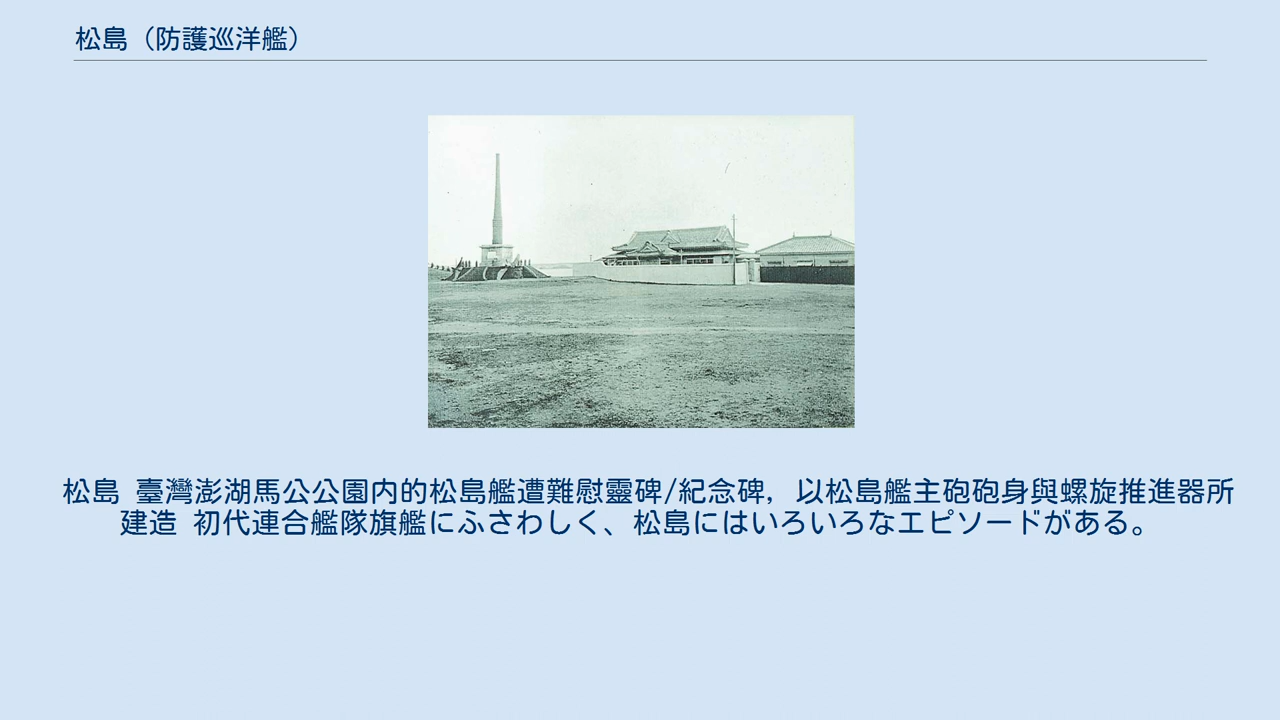 松島（防護巡洋艦）
松島 臺灣澎湖馬公公園内的松島艦遭難慰靈碑/紀念碑，以松島艦主砲砲身與螺旋推進器所
建造 初代連合艦隊旗艦にふさわしく、松島にはいろいろなエピソードがある。